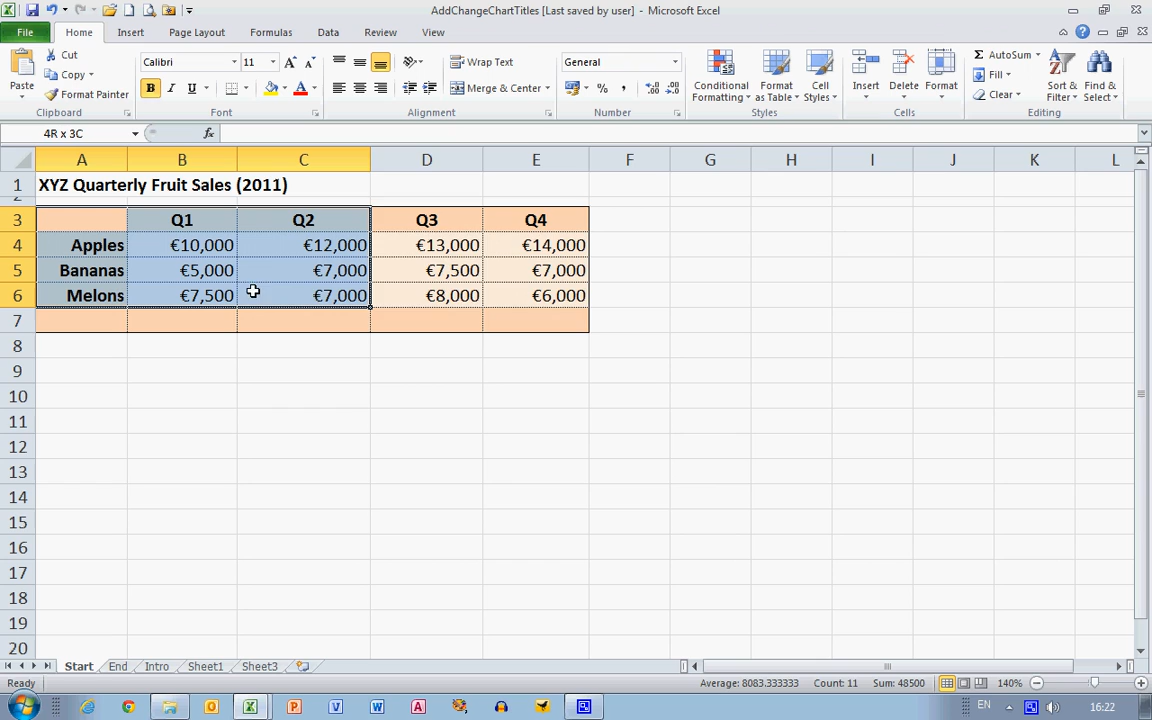 AddChangeChartTitles [Last saved by user] - Microsoft Excel
File Home Insert Page Layout Formulas Data Review View
Paste
Cut
Copy
Format Painter
Clipboard
Calibri 11
B I U
Font
Wrap Text
Merge & Center
Alignment
General
%
Number
Conditional Formatting
Format as Table
Cell Styles
Styles
Insert Delete Format
Cells
AutoSum
Fill
Clear
Sort & Filter
Find & Select
Editing
4R x 3C
fx
A B C D E F G H I J K L
1 XYZ Quarterly Fruit Sales (2011)
2
3 Q1 Q2 Q3 Q4
4 Apples €10,000 €12,000 €13,000 €14,000
5 Bananas €5,000 €7,000 €7,500 €7,000
6 Melons €7,500 €7,000 €8,000 €6,000
7
8
9
10
11
12
13
14
15
16
17
18
19
20
Start End Intro Sheet1 Sheet3
Ready Average: 8083.333333 Count: 11 Sum: 48500 140%
EN 16:22